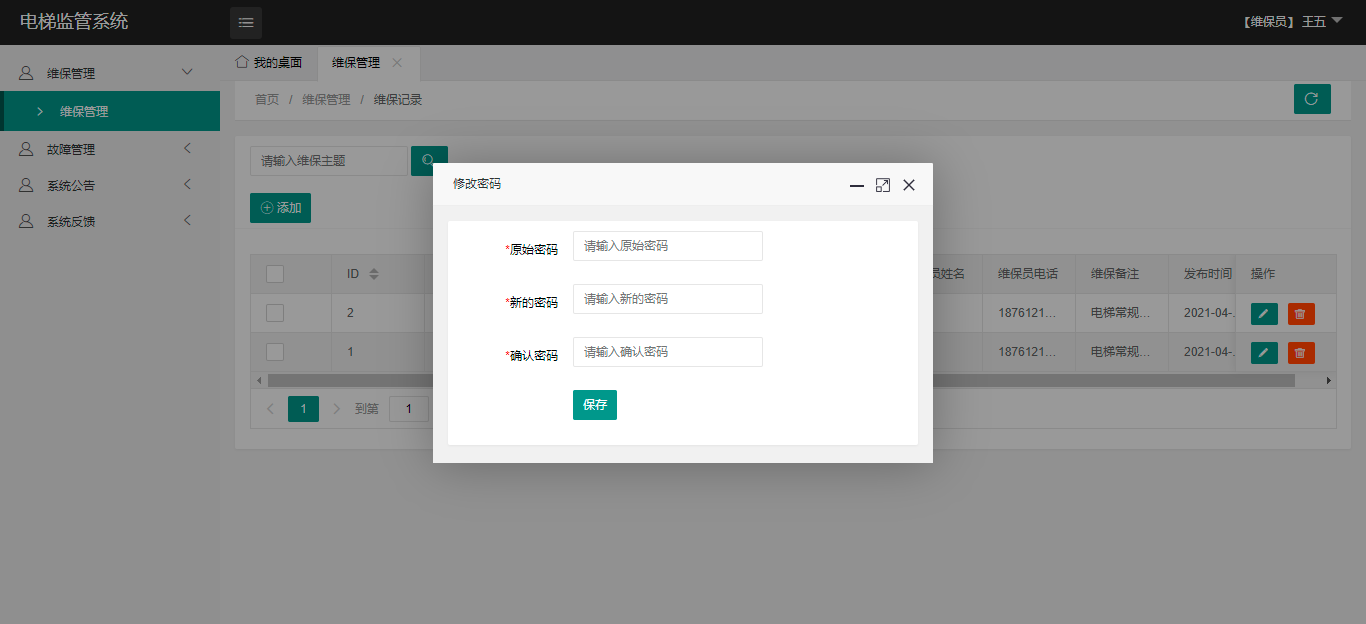 电梯监管系统
【维保员】 王五
维保管理
维保管理
故障管理
系统公告
系统反馈
我的桌面
维保管理
首页 / 维保管理 / 维保记录
请输入维保主题
添加
修改密码
*原始密码 请输入原始密码
*新的密码 请输入新的密码
*确认密码 请输入确认密码
保存
ID 员姓名 维保员电话 维保备注 发布时间 操作
2 1876121... 电梯常规... 2021-04-..
1 1876121... 电梯常规... 2021-04-..
1 到第 1